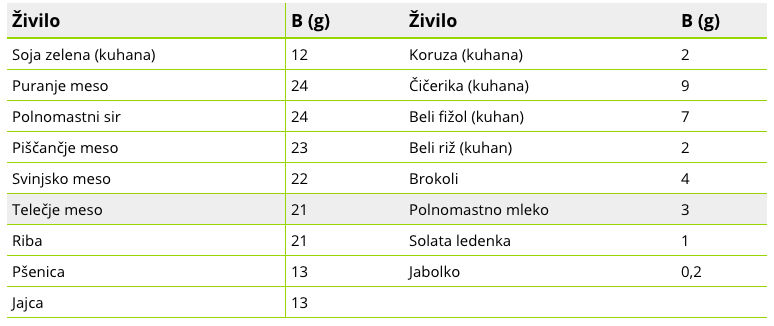 Živilo B (g) Živilo B (g)
Soja zelena (kuhana) 12 Koruza (kuhana) 2
Puranje meso 24 Čičerika (kuhana) 9
Polnomastni sir 24 Beli fižol (kuhan) 7
Piščančje meso 23 Beli riž (kuhan) 2
Svinjsko meso 22 Brokoli 4
Telečje meso 21 Polnomastno mleko 3
Riba 21 Solata ledenka 1
Pšenica 13 Jabolko 0,2
Jajca 13